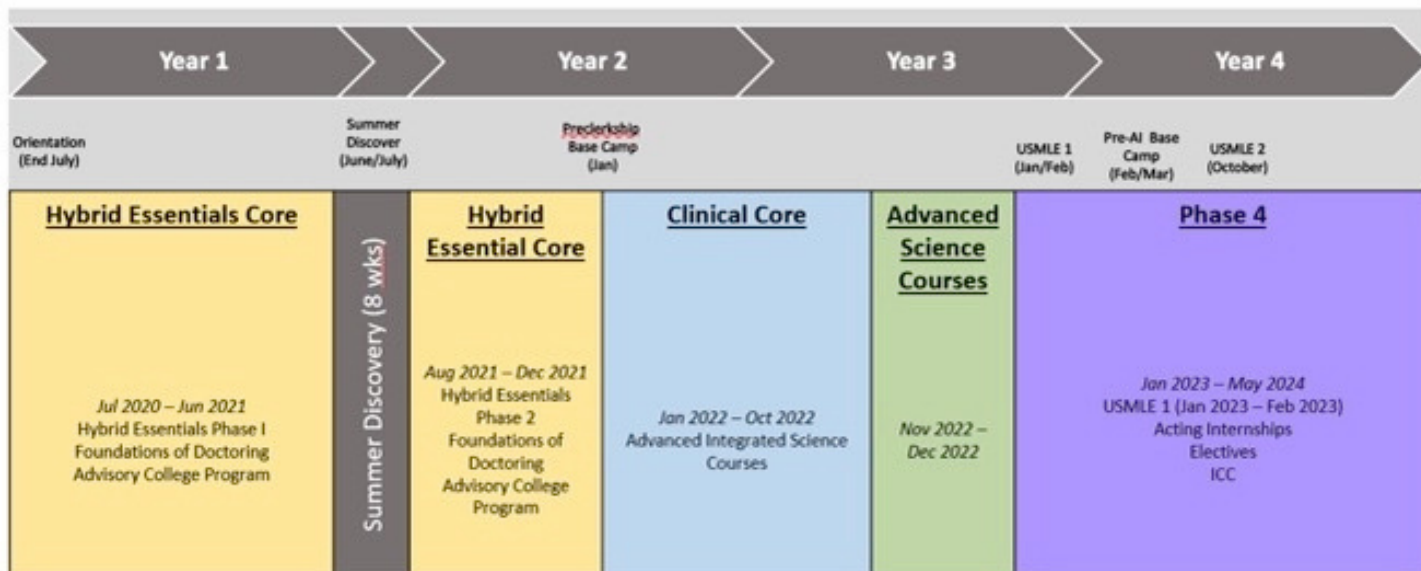 Year 1
Year 2
Year 3
Year 4
Orientation
(End July)
Summer
Discover
(June/July)
Preclerkship
Base Camp
(Jan)
USMLE 1
(Jan/Feb)
Pre-AI Base
Camp
(Feb/Mar)
USMLE 2
(October)
Hybrid Essentials Core
Jul 2020 – Jun 2021
Hybrid Essentials Phase I
Foundations of Doctoring
Advisory College Program
Summer Discovery (8 wks)
Hybrid
Essential Core
Aug 2021 – Dec 2021
Hybrid Essentials
Phase 2
Foundations of
Doctoring
Advisory College
Program
Clinical Core
Jan 2022 – Oct 2022
Advanced Integrated Science
Courses
Advanced
Science
Courses
Nov 2022 –
Dec 2022
Phase 4
Jan 2023 – May 2024
USMLE 1 (Jan 2023 – Feb 2023)
Acting Internships
Electives
ICC